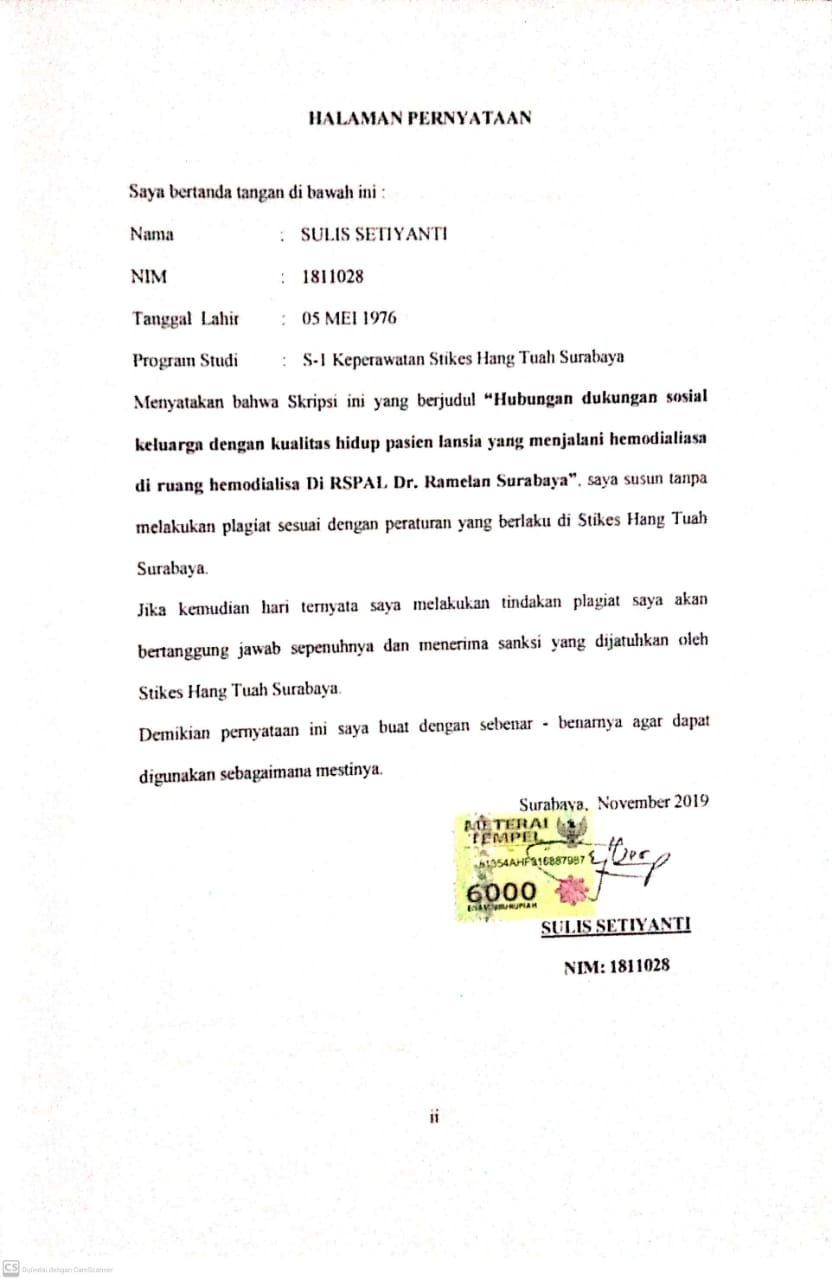 HALAMAN PERNYATAAN
Saya bertanda tangan di bawah ini :
Nama : SULIS SETIYANTI
NIM : 1811028
Tanggal Lahir : 05 MEI 1976
Program Studi : S-1 Keperawatan Stikes Hang Tuah Surabaya
Menyatakan bahwa Skripsi ini yang berjudul “Hubungan dukungan sosial
keluarga dengan kualitas hidup pasien lansia yang menjalani hemodialiasa
di ruang hemodialisa Di RSPAL Dr. Ramelan Surabaya”. saya susun tanpa
melakukan plagiat sesuai dengan peraturan yang berlaku di Stikes Hang Tuah
Surabaya.
Jika kemudian hari ternyata saya melakukan tindakan plagiat saya akan
bertanggung jawab sepenuhnya dan menerima sanksi yang dijatuhkan oleh
Stikes Hang Tuah Surabaya.
Demikian pernyataan ini saya buat dengan sebenar - benarnya agar dapat
digunakan sebagaimana mestinya.
Surabaya, November 2019
METERAI
TEMPEL
6000
SULIS SETIYANTI
NIM: 1811028
ii
CS Dipindai dengan CamScanner